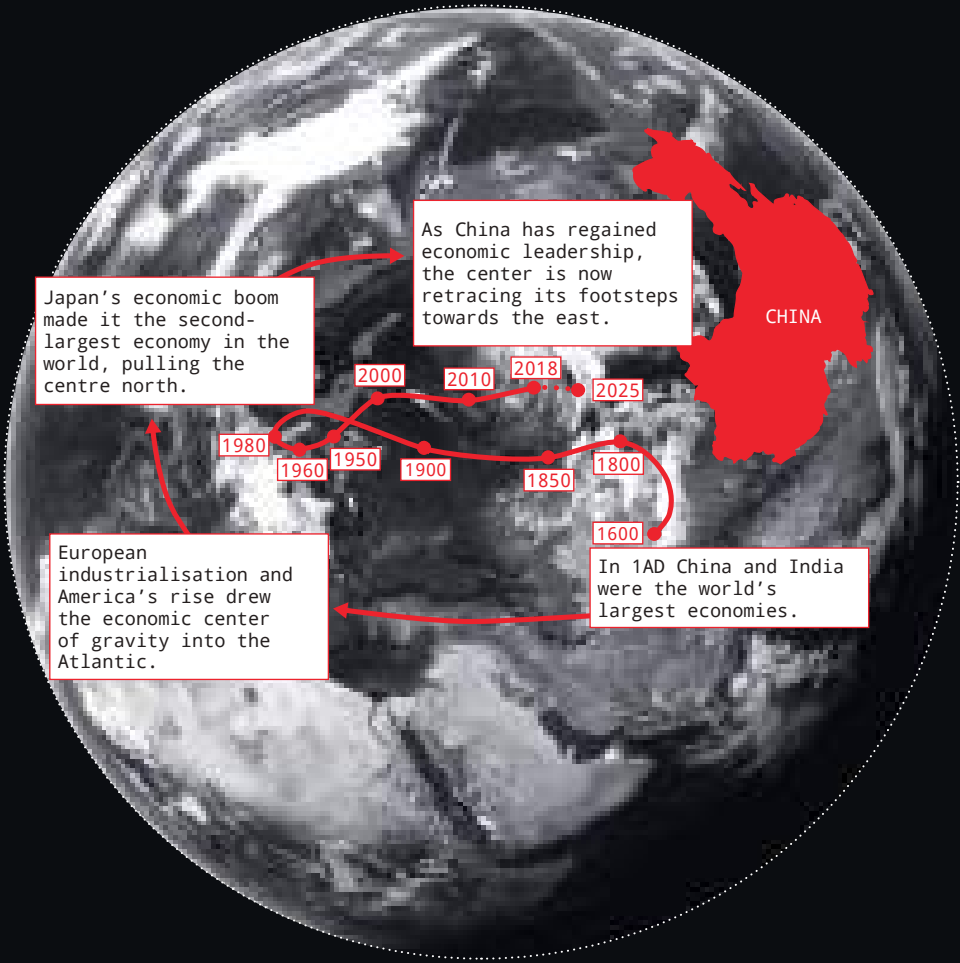 As China has regained
economic leadership,
the center is now
retracing its footsteps
towards the east.
Japan’s economic boom
made it the second-
largest economy in the
world, pulling the
centre north.
CHINA
2000
2010
2018
2025
1980
1960
1950
1900
1850
1800
1600
European
industrialisation and
America’s rise drew
the economic center
of gravity into the
Atlantic.
In 1AD China and India
were the world’s
largest economies.